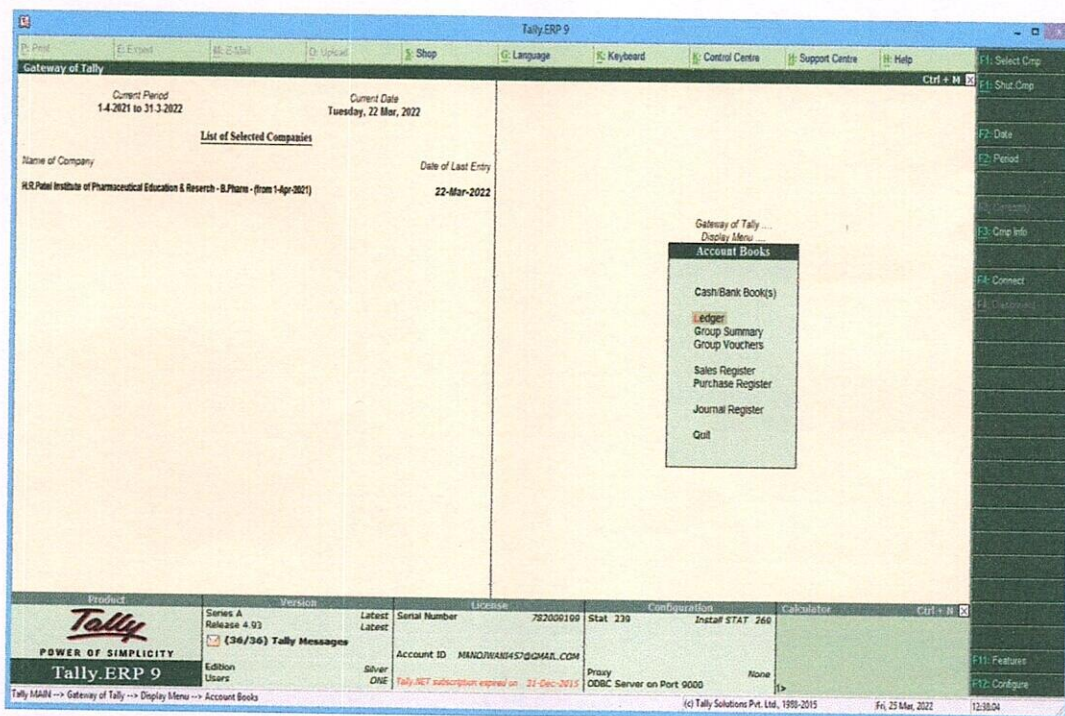 Tally.ERP 9
P: Print E: Export M: E-Mail O: Upload S: Shop G: Language K: Keyboard K: Control Centre H: Support Centre H: Help
Gateway of Tally Ctrl + M X
F1: Select Cmp
F1: Shut Cmp
F2: Date
F2: Period
F3: Company
F3: Cmp Info
F4: Connect
Current Period
1-4-2021 to 31-3-2022
Current Date
Tuesday, 22 Mar, 2022
List of Selected Companies
Name of Company
Date of Last Entry
H.R.Patel Institute of Pharmaceutical Education & Reserch - B.Pharm - (from 1-Apr-2021)
22-Mar-2022
Gateway of Tally ....
Display Menu ....
Account Books
Cash/Bank Book(s)
Ledger
Group Summary
Group Vouchers
Sales Register
Purchase Register
Journal Register
Quit
Product
Tally
POWER OF SIMPLICITY
Tally.ERP 9
Version
Series A Latest
Release 4.93 Latest
(36/36) Tally Messages
Edition Silver
Users ONE
License
Serial Number 782009199
Account ID
Tally.NET subscription expired on 31-Dec-2015
Configuration
Stat 239 Install STAT 260
Proxy None
ODBC Server on Port 9000
Calculator Ctrl + N X
1>
F11: Features
F12: Configure
Tally MAIN --> Gateway of Tally --> Display Menu --> Account Books
(c) Tally Solutions Pvt. Ltd., 1988-2015
Fri, 25 Mar, 2022
12:38:04